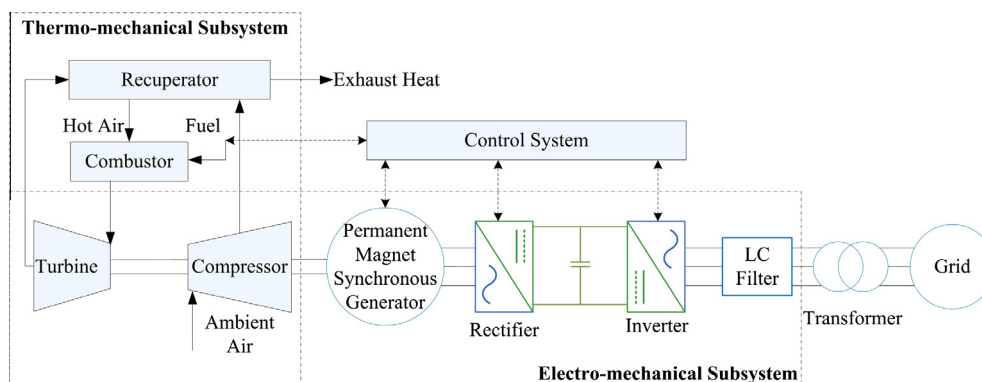 Thermo-mechanical Subsystem
Recuperator
Exhaust Heat
Hot Air
Fuel
Control System
Combustor
Turbine
Compressor
Permanent
Magnet
Synchronous
Generator
LC
Filter
Grid
Ambient
Air
Rectifier
Inverter
Transformer
Electro-mechanical Subsystem